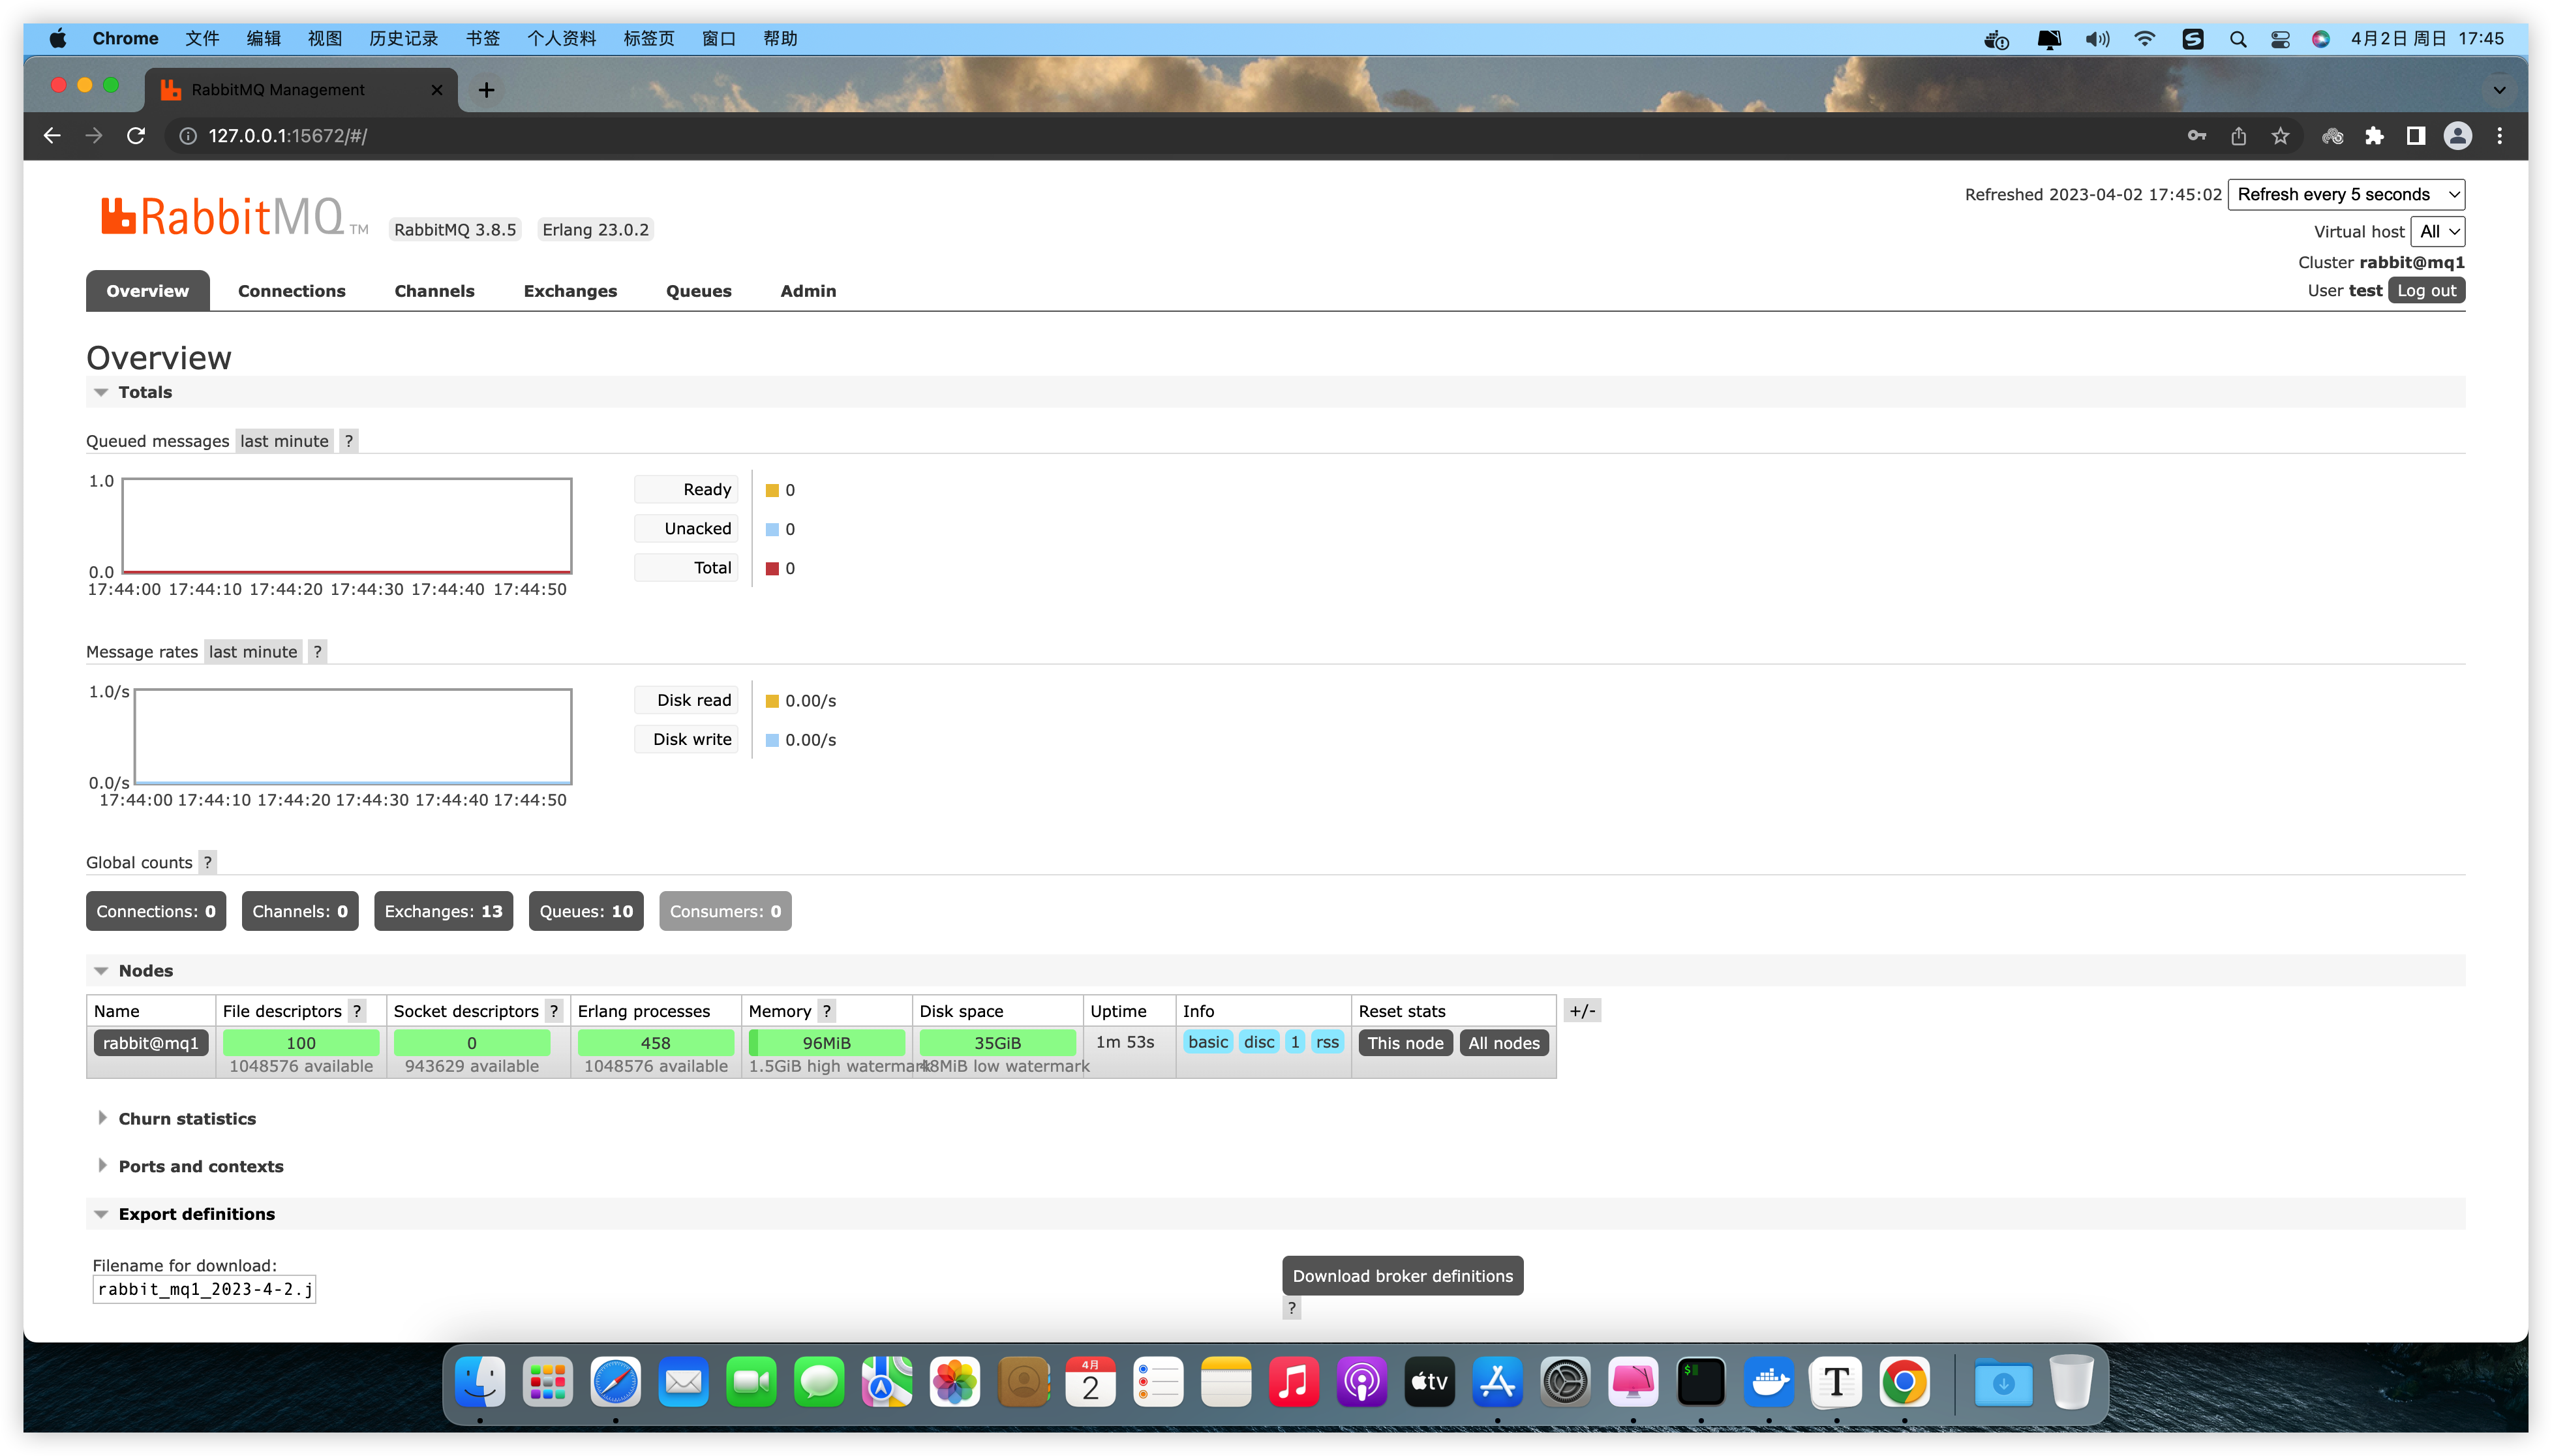 Chrome 文件 编辑 视图 历史记录 书签 个人资料 标签页 窗口 帮助 4月2日 周日 17:45
RabbitMQ Management
127.0.0.1:15672/#/
RabbitMQ TM RabbitMQ 3.8.5 Erlang 23.0.2
Refreshed 2023-04-02 17:45:02 Refresh every 5 seconds
Virtual host All
Cluster rabbit@mq1
User test Log out
Overview Connections Channels Exchanges Queues Admin
Overview
Totals
Queued messages last minute ?
1.0
0.0
17:44:00 17:44:10 17:44:20 17:44:30 17:44:40 17:44:50
Ready 0
Unacked 0
Total 0
Message rates last minute ?
1.0/s
0.0/s
17:44:00 17:44:10 17:44:20 17:44:30 17:44:40 17:44:50
Disk read 0.00/s
Disk write 0.00/s
Global counts ?
Connections: 0 Channels: 0 Exchanges: 13 Queues: 10 Consumers: 0
Nodes
Name File descriptors ? Socket descriptors ? Erlang processes Memory ? Disk space Uptime Info Reset stats +/-
rabbit@mq1 100 0 458 96MiB 35GiB 1m 53s basic disc 1 rss This node All nodes
1048576 available 943629 available 1048576 available 1.5GiB high watermark 48MiB low watermark
Churn statistics
Ports and contexts
Export definitions
Filename for download:
rabbit_mq1_2023-4-2.j
Download broker definitions
?
4月
2
tv
$
T